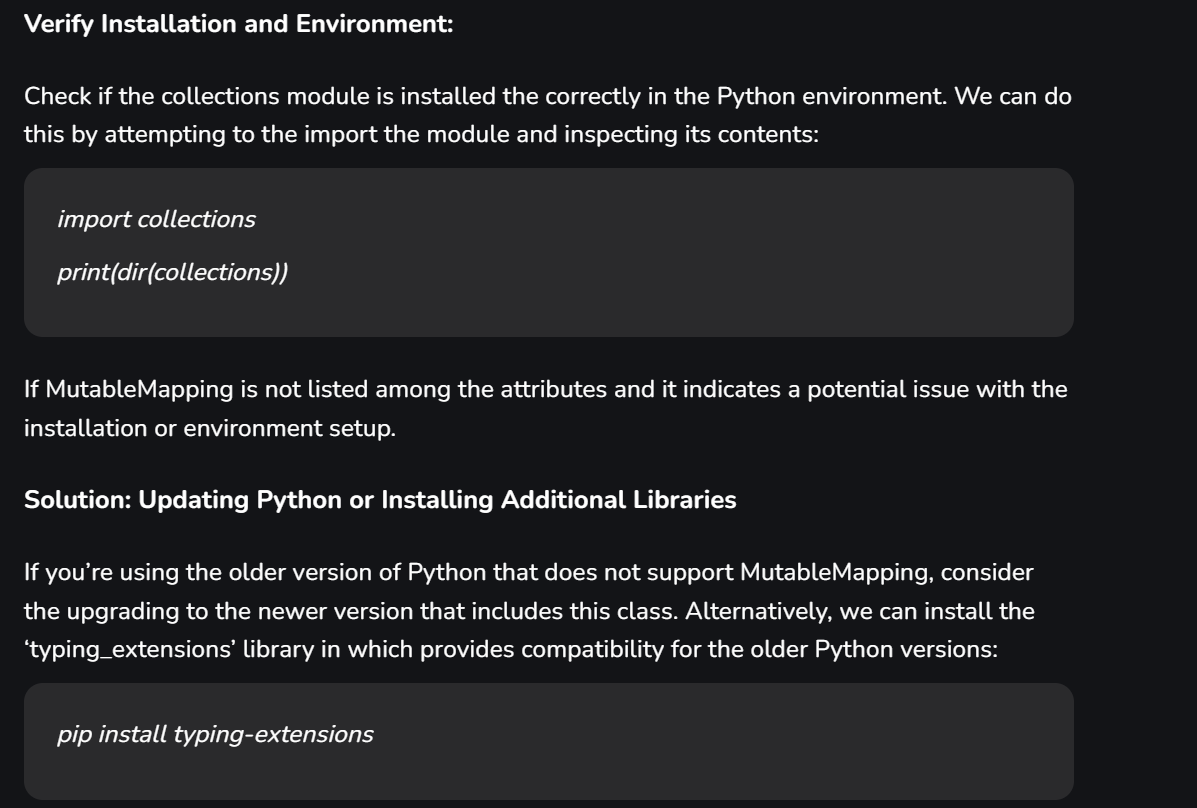 Verify Installation and Environment:
Check if the collections module is installed the correctly in the Python environment. We can do
this by attempting to the import the module and inspecting its contents:
import collections
print(dir(collections))
If MutableMapping is not listed among the attributes and it indicates a potential issue with the
installation or environment setup.
Solution: Updating Python or Installing Additional Libraries
If you’re using the older version of Python that does not support MutableMapping, consider
the upgrading to the newer version that includes this class. Alternatively, we can install the
‘typing_extensions’ library in which provides compatibility for the older Python versions:
pip install typing-extensions